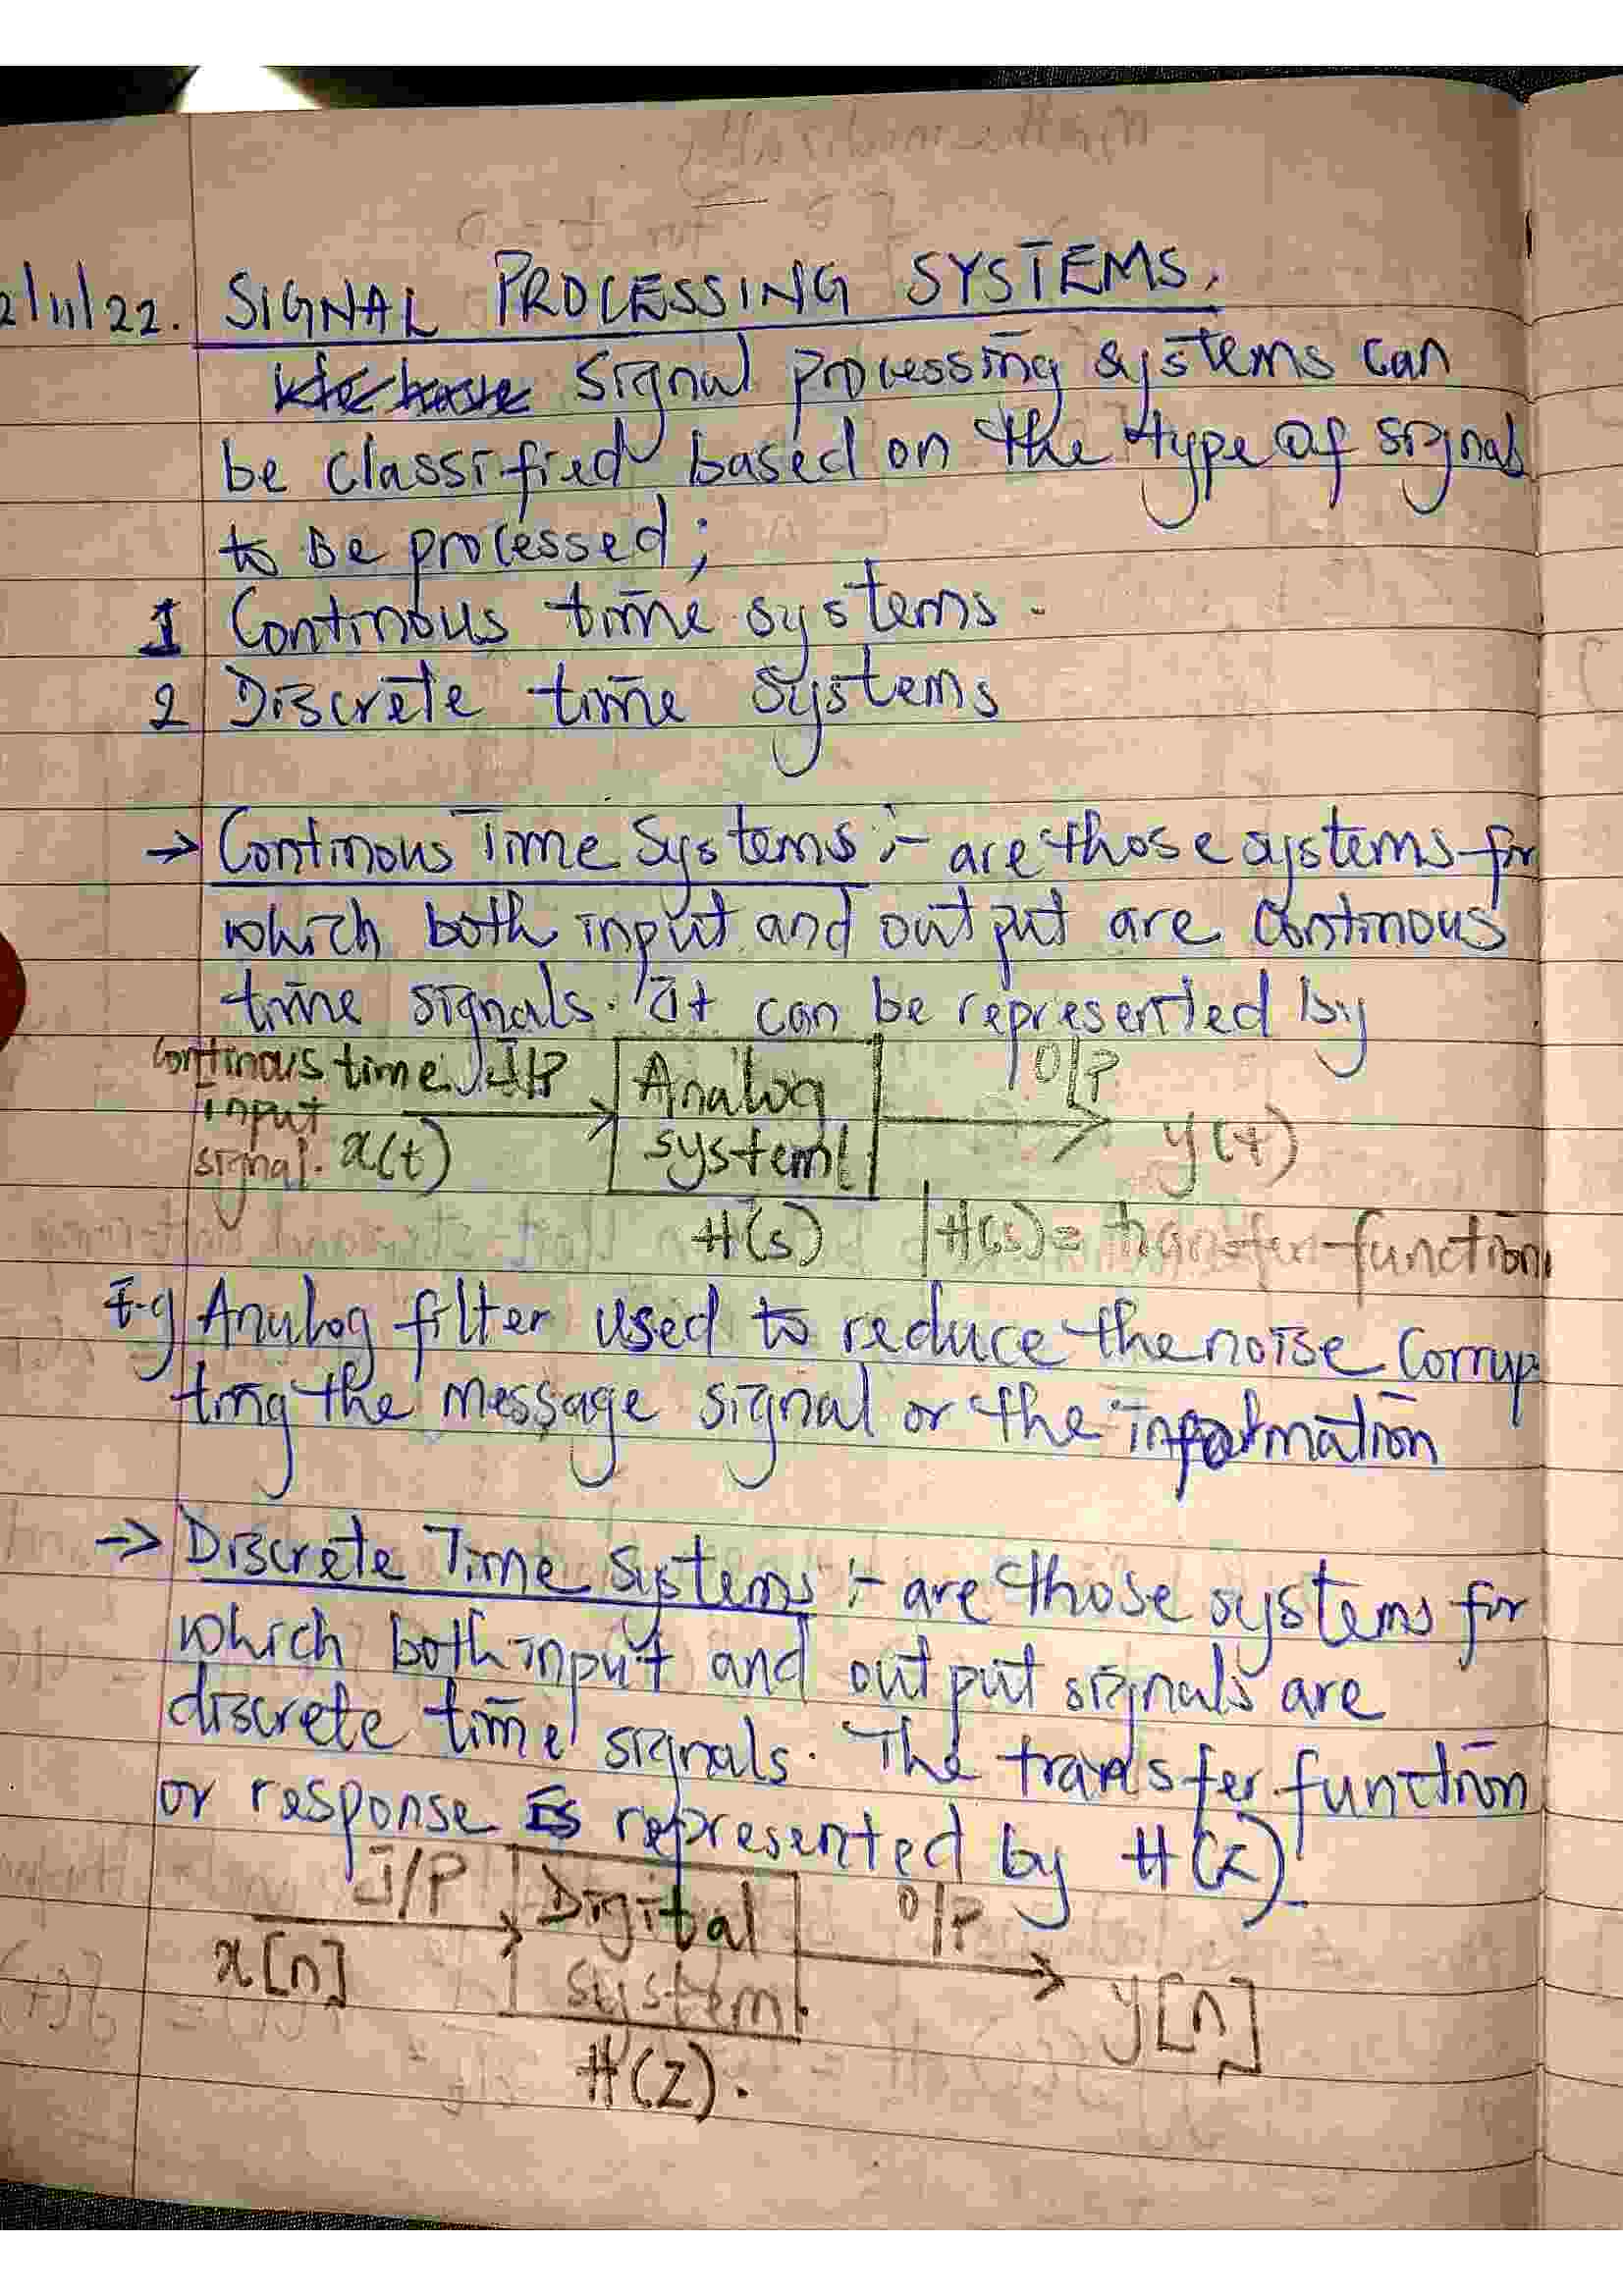 2/11/22. SIGNAL PROCESSING SYSTEMS.
Signal processing systems can
be classified based on the type of signal
to be processed;
1 Continous time systems.
2 Discrete time systems
→ Continous Time Systems :- are those systems for
which both input and output are continous
time signals. It can be represented by
continous time I/P Analog O/P
input
signal. x(t) system y(t)
H(s) H(s) = transfer function.
E.g Analog filter used to reduce the noise corrup
ting the message signal or the information
→ Discrete Time Systems :- are those systems for
which both input and output signals are
discrete time signals. The transfer function
or response is represented by H(z).
I/P Digital O/P
x[n] system y[n]
H(z).